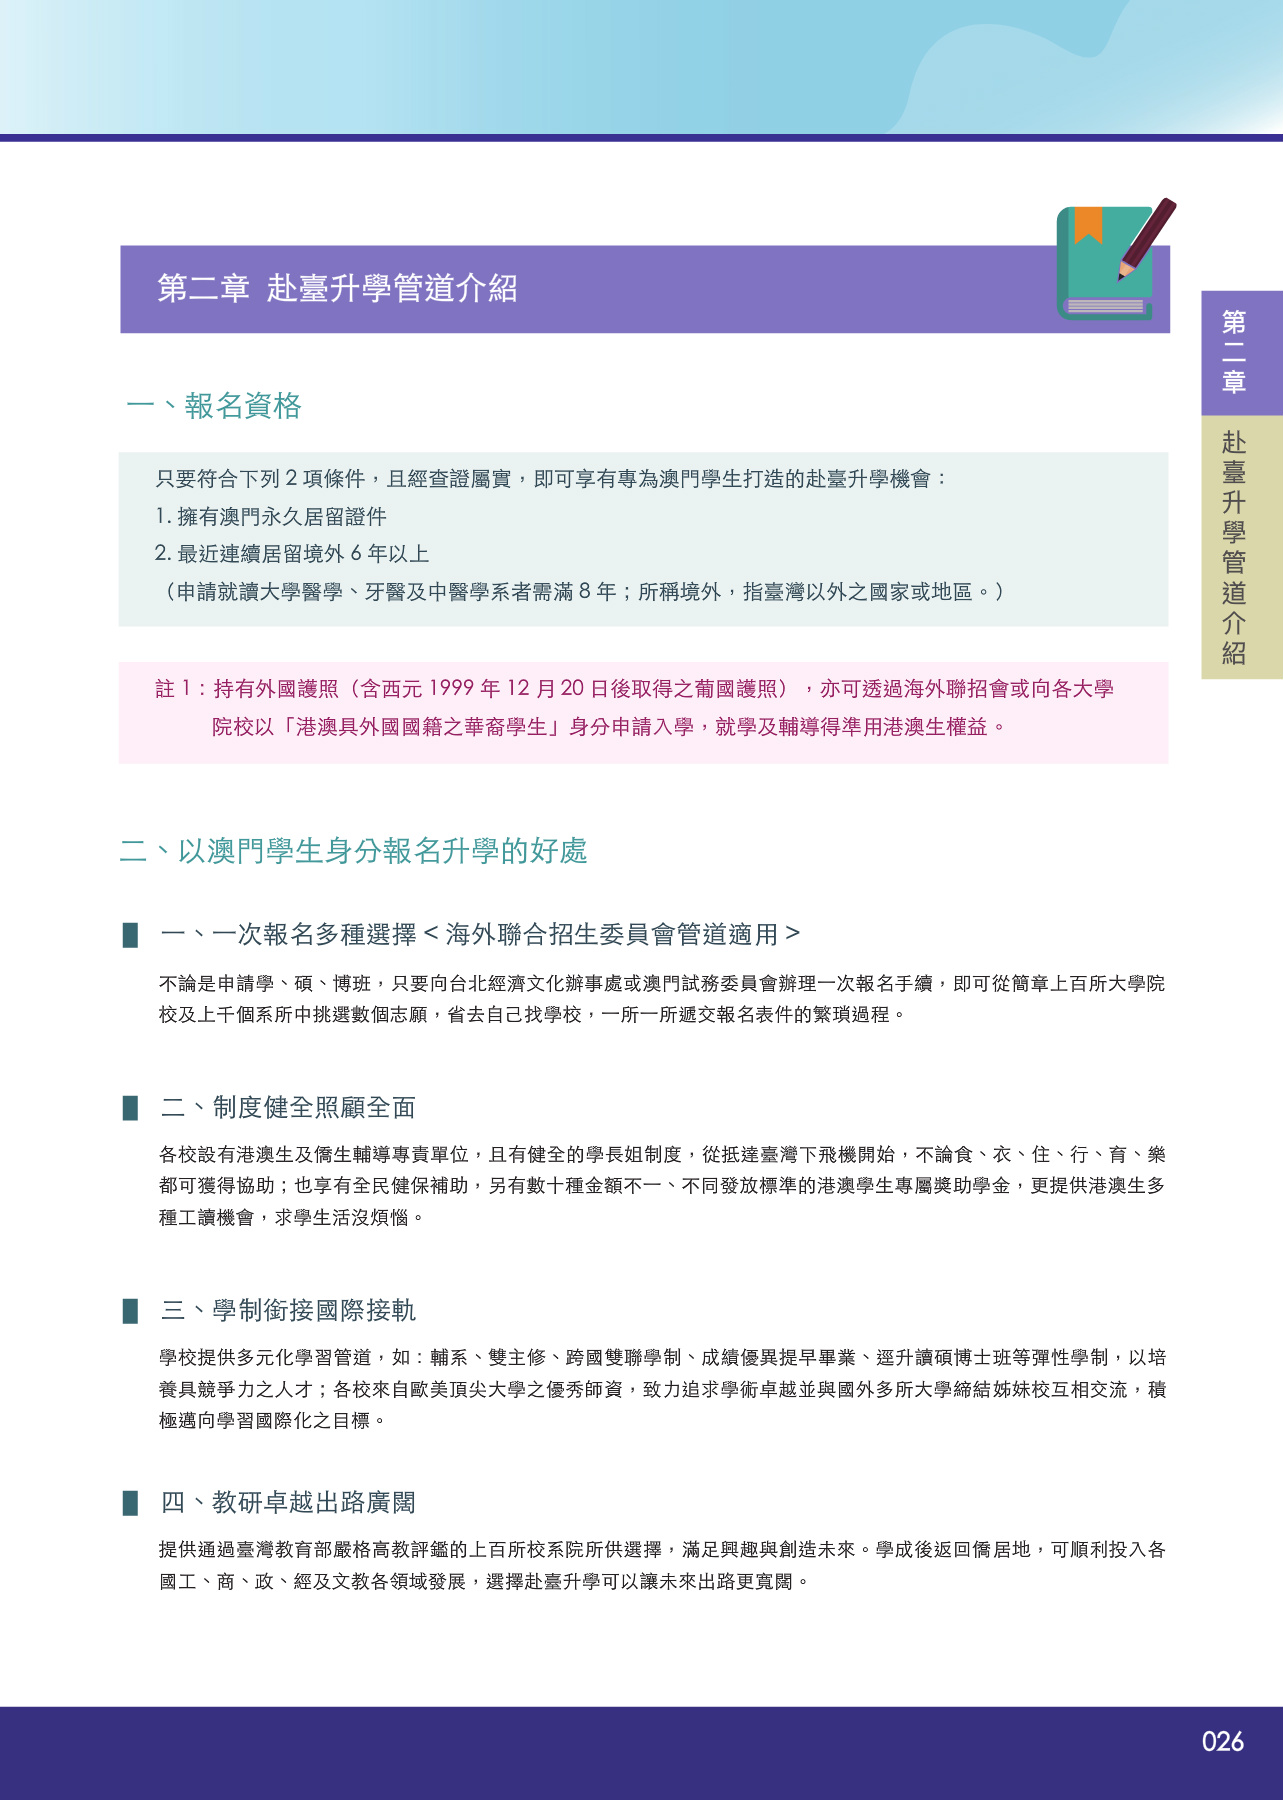 第二章 赴臺升學管道介紹
一、報名資格
只要符合下列 2 項條件，且經查證屬實，即可享有專為澳門學生打造的赴臺升學機會：
1. 擁有澳門永久居留證件
2. 最近連續居留境外 6 年以上
（申請就讀大學醫學、牙醫及中醫學系者需滿 8 年；所稱境外，指臺灣以外之國家或地區。）
註 1：持有外國護照（含西元 1999 年 12 月 20 日後取得之葡國護照），亦可透過海外聯招會或向各大學
院校以「港澳具外國國籍之華裔學生」身分申請入學，就學及輔導得準用港澳生權益。
二、以澳門學生身分報名升學的好處
一、一次報名多種選擇 < 海外聯合招生委員會管道適用 >
不論是申請學、碩、博班，只要向台北經濟文化辦事處或澳門試務委員會辦理一次報名手續，即可從簡章上百所大學院
校及上千個系所中挑選數個志願，省去自己找學校，一所一所遞交報名表件的繁瑣過程。
二、制度健全照顧全面
各校設有港澳生及僑生輔導專責單位，且有健全的學長姐制度，從抵達臺灣下飛機開始，不論食、衣、住、行、育、樂
都可獲得協助；也享有全民健保補助，另有數十種金額不一、不同發放標準的港澳學生專屬獎助學金，更提供港澳生多
種工讀機會，求學生活沒煩惱。
三、學制銜接國際接軌
學校提供多元化學習管道，如：輔系、雙主修、跨國雙聯學制、成績優異提早畢業、逕升讀碩博士班等彈性學制，以培
養具競爭力之人才；各校來自歐美頂尖大學之優秀師資，致力追求學術卓越並與國外多所大學締結姊妹校互相交流，積
極邁向學習國際化之目標。
四、教研卓越出路廣闊
提供通過臺灣教育部嚴格高教評鑑的上百所校系院所供選擇，滿足興趣與創造未來。學成後返回僑居地，可順利投入各
國工、商、政、經及文教各領域發展，選擇赴臺升學可以讓未來出路更寬闊。
第二章
赴臺升學管道介紹
026